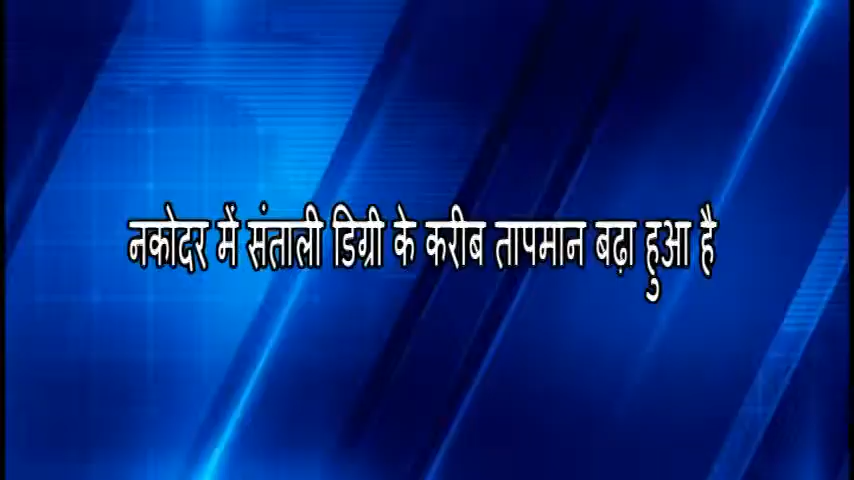 नकोदर में संताली डिग्री के करीब तापमान बढ़ा हुआ है